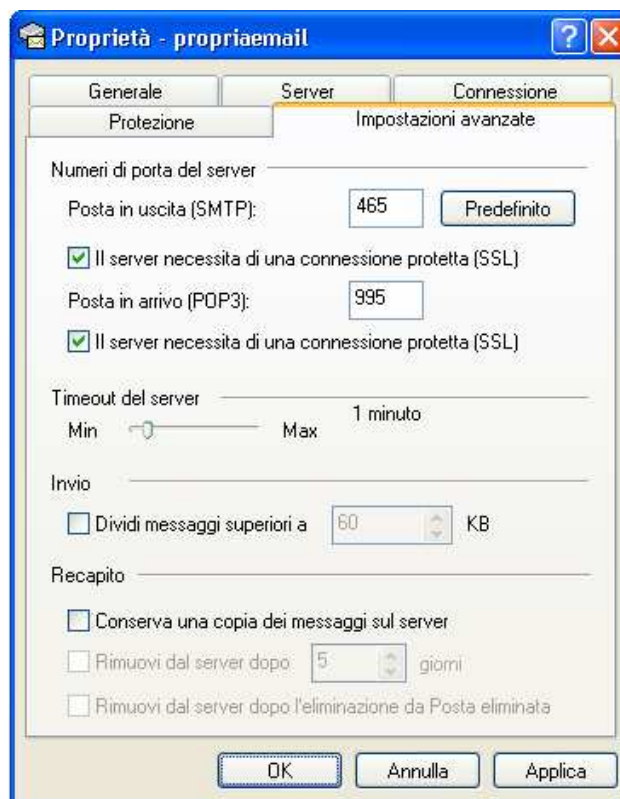 Proprietà - propriaemail
Generale Server Connessione
Protezione Impostazioni avanzate
Numeri di porta del server
Posta in uscita (SMTP): 465 Predefinito
Il server necessita di una connessione protetta (SSL)
Posta in arrivo (POP3): 995
Il server necessita di una connessione protetta (SSL)
Timeout del server
Min Max 1 minuto
Invio
Dividi messaggi superiori a 60 KB
Recapito
Conserva una copia dei messaggi sul server
Rimuovi dal server dopo 5 giorni
Rimuovi dal server dopo l'eliminazione da Posta eliminata
OK Annulla Applica